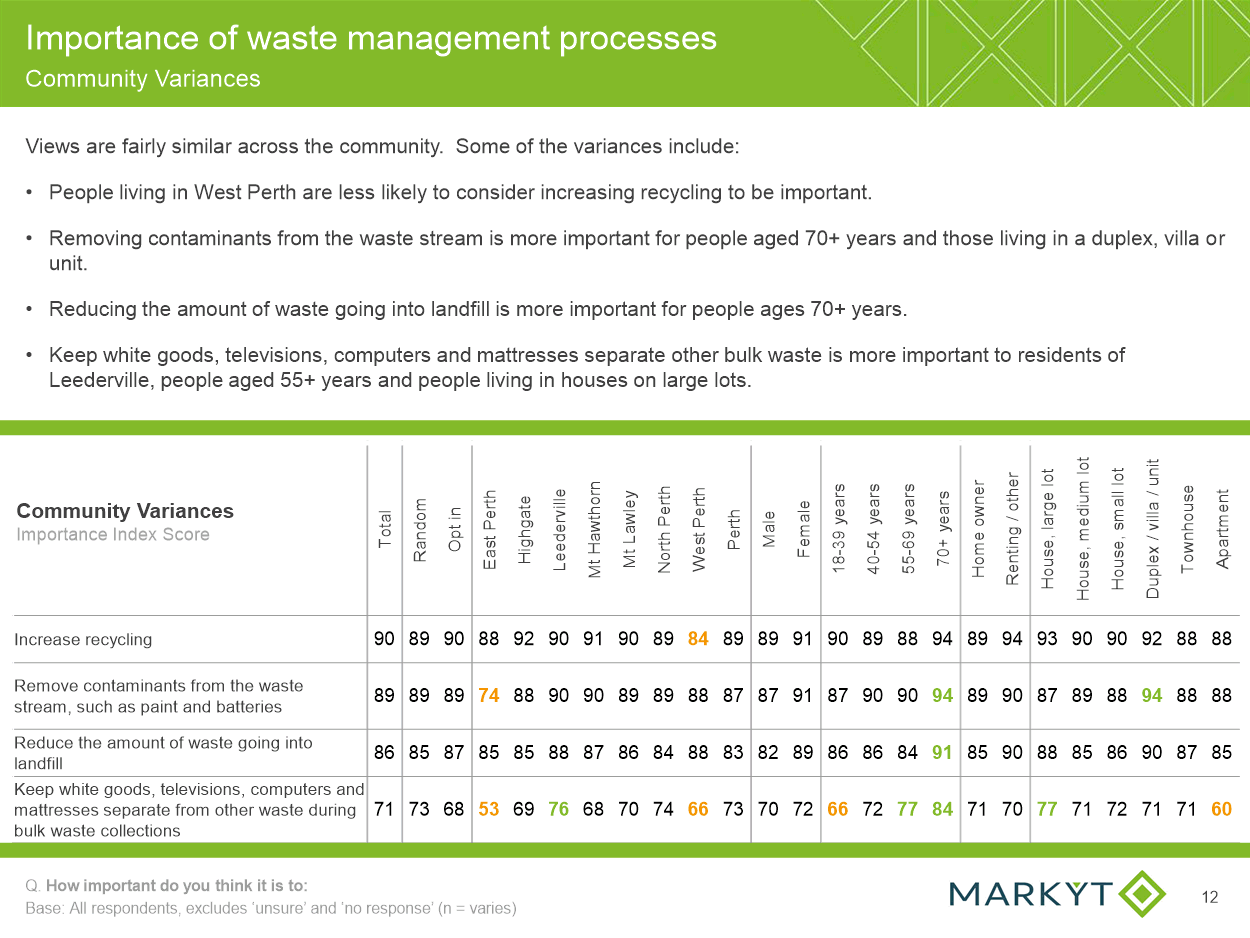 Importance of waste management processes
Community Variances
Views are fairly similar across the community.  Some of the variances include:
• People living in West Perth are less likely to consider increasing recycling to be important.
• Removing contaminants from the waste stream is more important for people aged 70+ years and those living in a duplex, villa or
unit.
• Reducing the amount of waste going into landfill is more important for people ages 70+ years.
• Keep white goods, televisions, computers and mattresses separate other bulk waste is more important to residents of
Leederville, people aged 55+ years and people living in houses on large lots.
Community Variances
Importance Index Score
Total
Random
Opt in
East Perth
Highgate
Leederville
Mt Hawthorn
Mt Lawley
North Perth
West Perth
Perth
Male
Female
18-39 years
40-54 years
55-69 years
70+ years
Home owner
Renting / other
House, large lot
House, medium lot
House, small lot
Duplex / villa / unit
Townhouse
Apartment
Increase recycling 90 89 90 88 92 90 91 90 89 84 89 89 91 90 89 88 94 89 94 93 90 90 92 88 88
Remove contaminants from the waste
stream, such as paint and batteries 89 89 89 74 88 90 90 89 89 88 87 87 91 87 90 90 94 89 90 87 89 88 94 88 88
Reduce the amount of waste going into
landfill 86 85 87 85 85 88 87 86 84 88 83 82 89 86 86 84 91 85 90 88 85 86 90 87 85
Keep white goods, televisions, computers and
mattresses separate from other waste during 71 73 68 53 69 76 68 70 74 66 73 70 72 66 72 77 84 71 70 77 71 72 71 71 60
bulk waste collections
Q. How important do you think it is to:
Base: All respondents, excludes 'unsure' and 'no response' (n = varies)
MARKYT
12